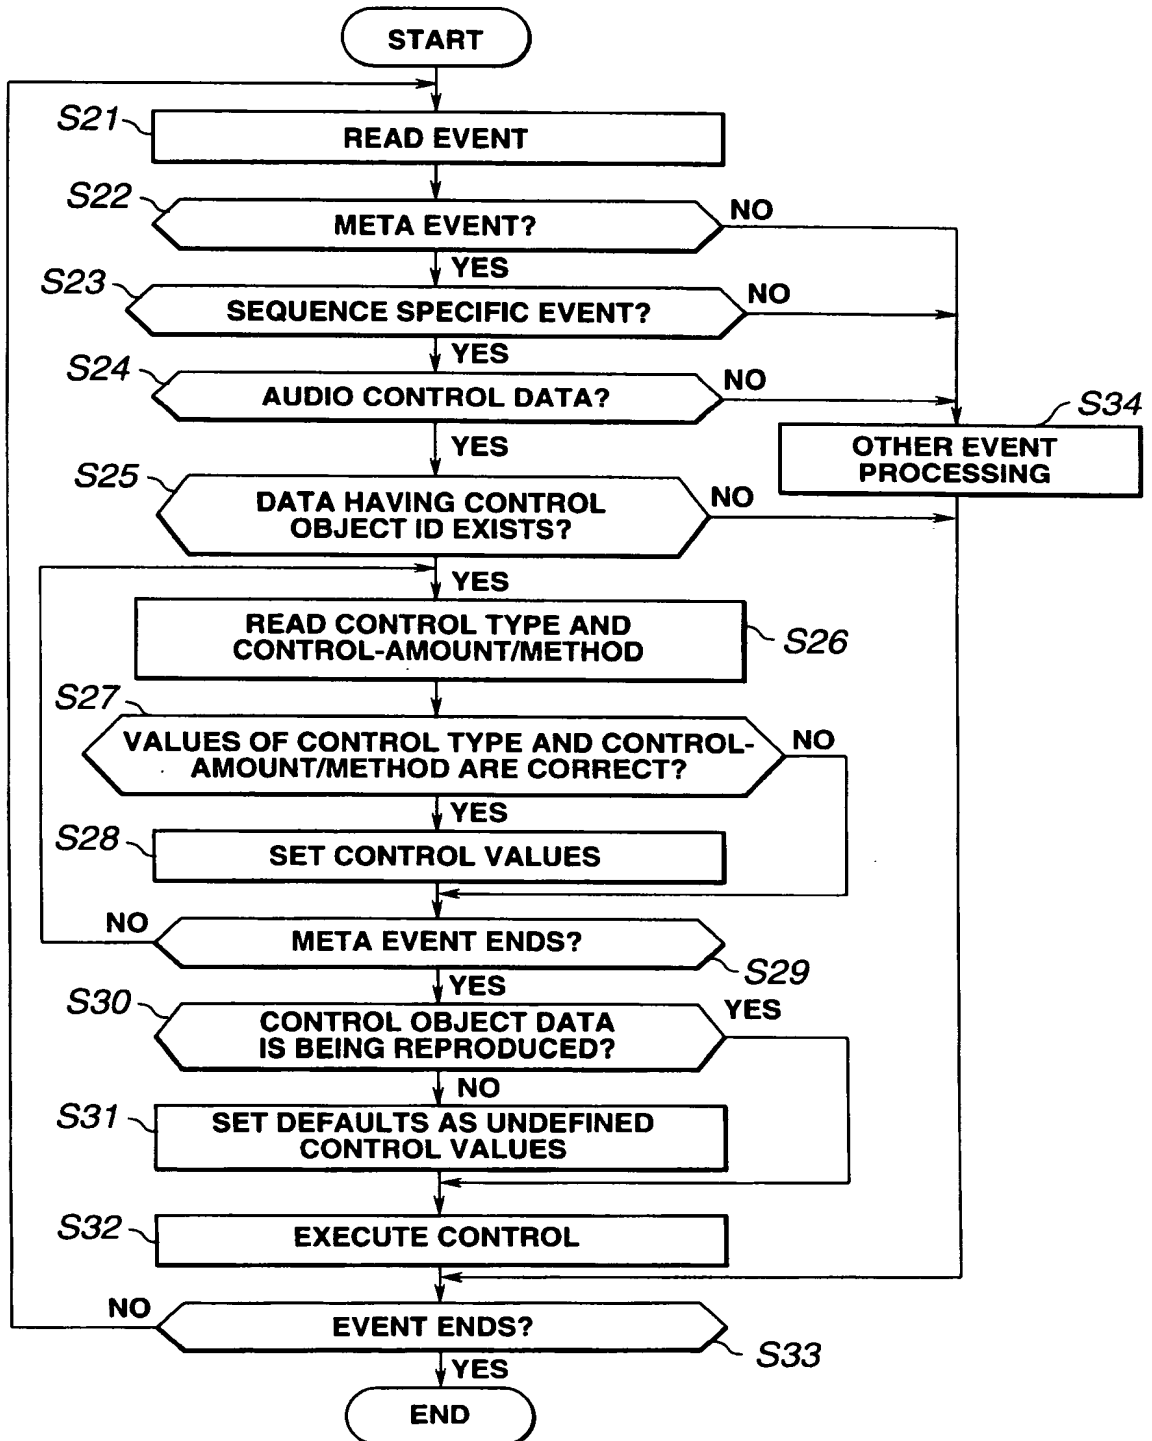 START
S21
READ EVENT
S22
META EVENT?
NO
YES
S23
SEQUENCE SPECIFIC EVENT?
NO
YES
S24
AUDIO CONTROL DATA?
NO
YES
S34
OTHER EVENT
PROCESSING
S25
DATA HAVING CONTROL
OBJECT ID EXISTS?
NO
YES
READ CONTROL TYPE AND
CONTROL-AMOUNT/METHOD
S26
S27
VALUES OF CONTROL TYPE AND CONTROL-
AMOUNT/METHOD ARE CORRECT?
NO
YES
S28
SET CONTROL VALUES
NO
META EVENT ENDS?
S29
YES
S30
CONTROL OBJECT DATA
IS BEING REPRODUCED?
YES
NO
S31
SET DEFAULTS AS UNDEFINED
CONTROL VALUES
S32
EXECUTE CONTROL
NO
EVENT ENDS?
S33
YES
END